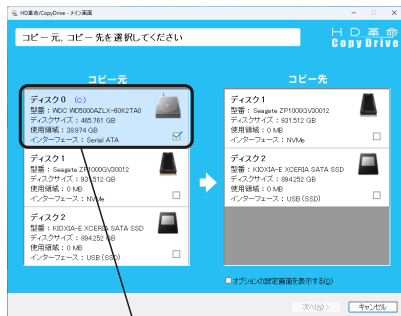 HD革命/CopyDrive - メイン画面
コピー元、コピー先を選択してください
HD革命
Copy Drive
コピー元
コピー先
ディスク0 (C:)
型番：WDC WD5000AZLX-60K2TA0
ディスクサイズ：465.761 GB
使用領域：38.974 GB
インターフェース：Serial ATA
ディスク1
型番：Seagate ZP1000GV30012
ディスクサイズ：931.512 GB
使用領域：0 MB
インターフェース：NVMe
ディスク2
型番：KIOXIA-E XCERIA SATA SSD
ディスクサイズ：894.252 GB
使用領域：0 MB
インターフェース：USB (SSD)
ディスク1
型番：Seagate ZP1000GV30012
ディスクサイズ：931.512 GB
使用領域：0 MB
インターフェース：NVMe
ディスク2
型番：KIOXIA-E XCERIA SATA SSD
ディスクサイズ：894.252 GB
使用領域：0 MB
インターフェース：USB (SSD)
オプションの設定画面を表示する(O)
次へ(N) >
キャンセル